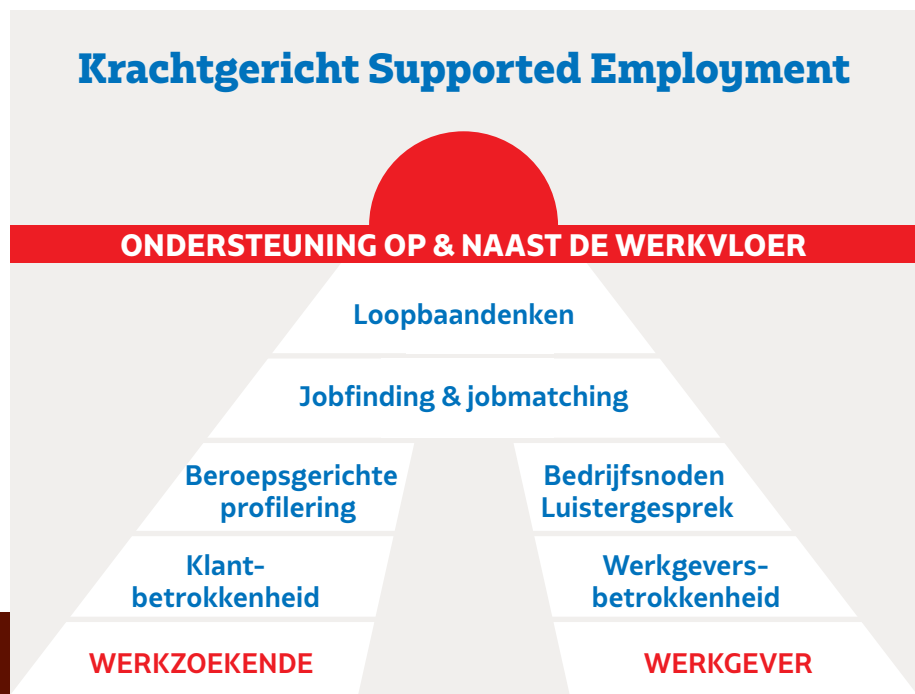 Krachtgericht Supported Employment
ONDERSTEUNING OP & NAAST DE WERKVLOER
Loopbaandenken
Jobfinding & jobmatching
Beroepsgerichte
profilering
Bedrijfsnoden
Luistergesprek
Klant-
betrokkenheid
Werkgevers-
betrokkenheid
WERKZOEKENDE
WERKGEVER